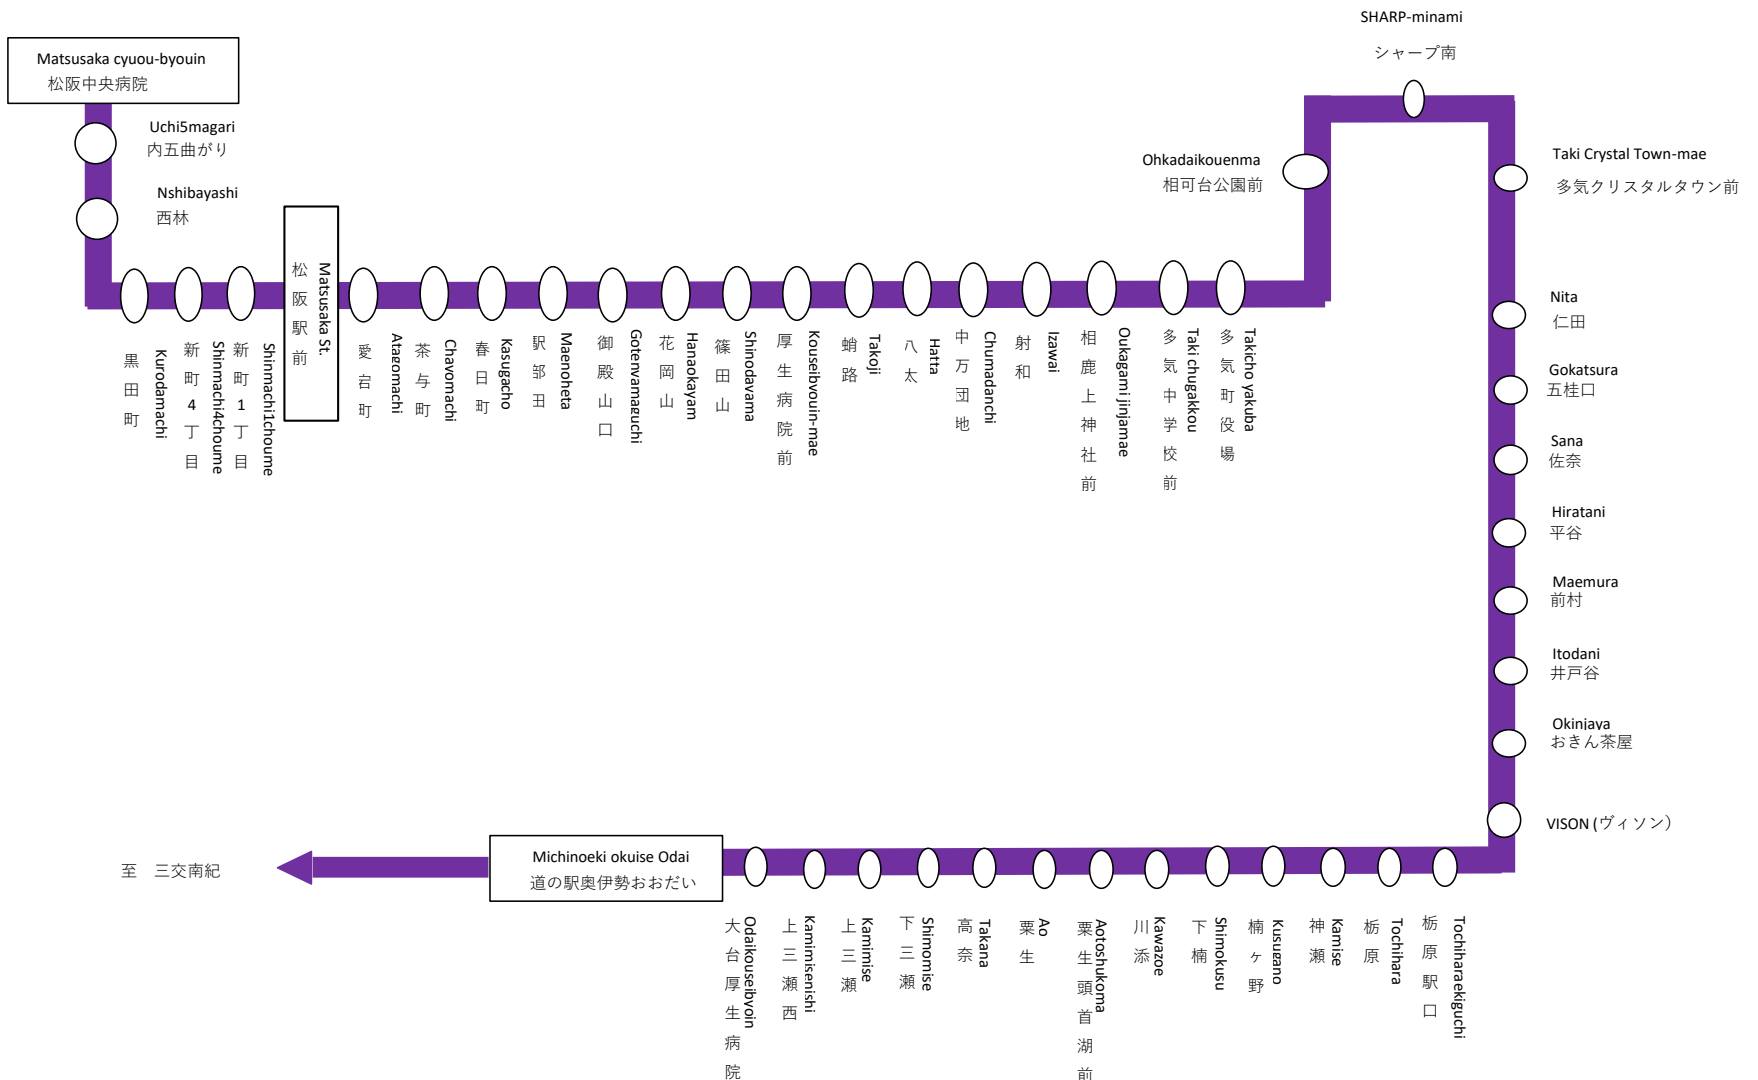 SHARP-minami
シャープ南
Matsusaka cyuou-byouin
松阪中央病院
Uchi5magari
内五曲がり
Nshibayashi
西林
Ohkadaikouenma
相可台公園前
Taki Crystal Town-mae
多気クリスタルタウン前
松阪駅前
Matsusaka St.
黒田町
Kurodamachi
新町4丁目
Shinmachi4choume
新町1丁目
Shinmachi1choume
愛宕町
Atagomachi
茶与町
Chayomachi
春日町
Kasugacho
駅部田
Maenoheta
御殿山口
Gotenyamaguchi
花岡山
Hanaokayam
篠田山
Shinodayama
厚生病院前
Kouseibyouin-mae
蛸路
Takoji
八太
Hatta
中万団地
Chumadanchi
射和
Izawai
相鹿上神社前
Oukagami jinjamae
多気中学校前
Taki chugakkou
多気町役場
Takicho yakuba
Nita
仁田
Gokatsura
五桂口
Sana
佐奈
Hiratani
平谷
Maemura
前村
Itodani
井戸谷
Okinjaya
おきん茶屋
VISON (ヴィソン)
至 三交南紀
Michinoeki okuise Odai
道の駅奥伊勢おおだい
大台厚生病院
Odaikouseibyoin
上三瀬西
Kamimisenishi
上三瀬
Kamimise
下三瀬
Shimomise
高奈
Takana
粟生
Ao
粟生頭首湖前
Aotoshukoma
川添
Kawazoe
下楠
Shimokusu
楠ヶ野
Kusugano
神瀬
Kamise
栃原
Tochihara
栃原駅口
Tochiharaekiguchi